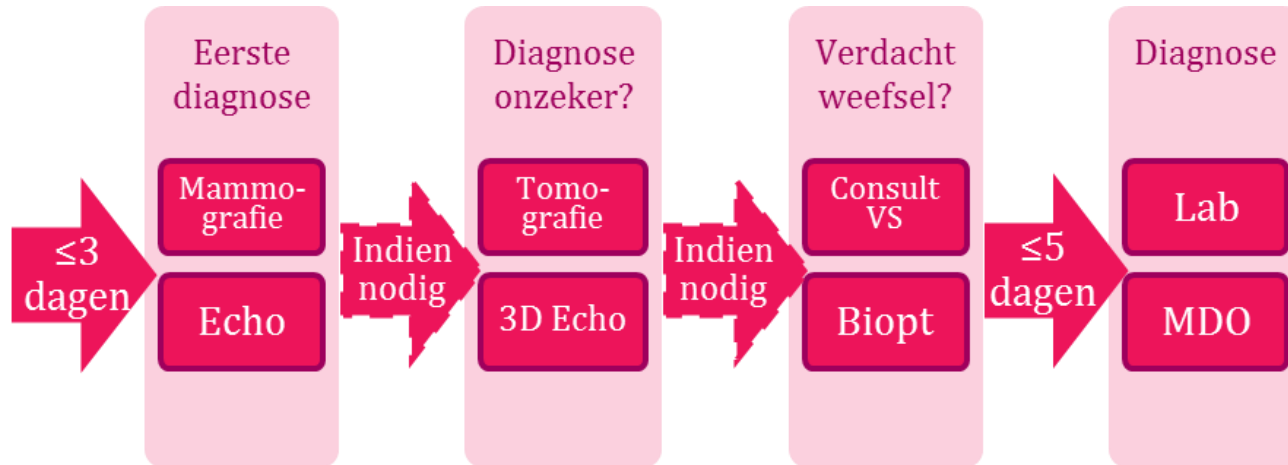 ≤3
dagen
Eerste
diagnose
Mammo-
grafie
Echo
Indien
nodig
Diagnose
onzeker?
Tomo-
grafie
3D Echo
Indien
nodig
Verdacht
weefsel?
Consult
VS
Biopt
≤5
dagen
Diagnose
Lab
MDO